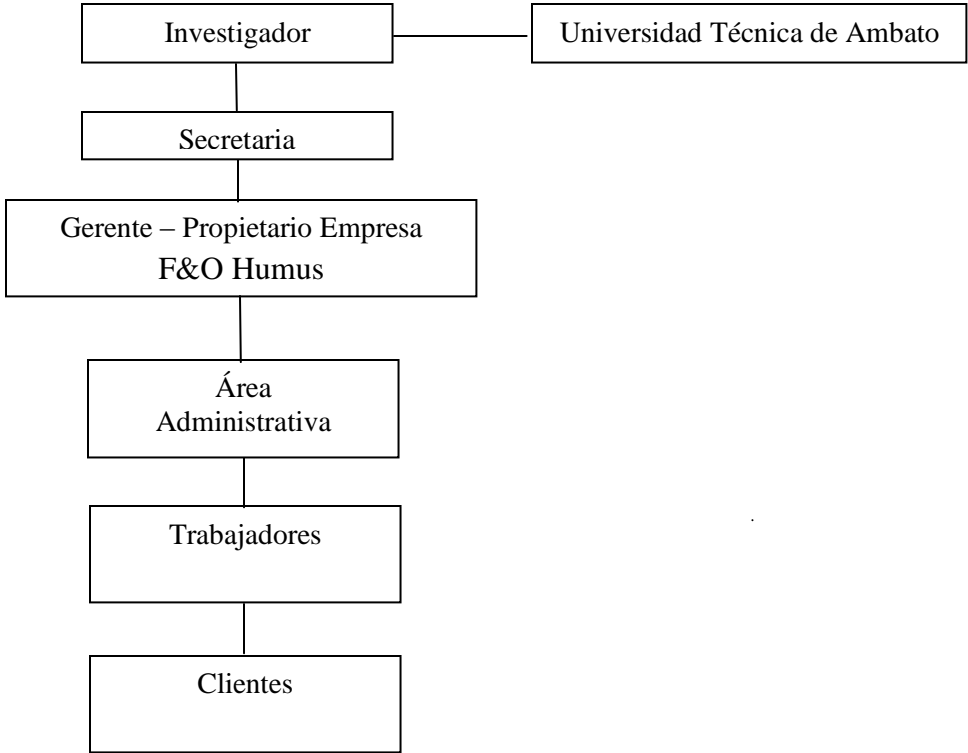 Investigador
Universidad Técnica de Ambato
Secretaria
Gerente – Propietario Empresa
F&O Humus
Área
Administrativa
Trabajadores
Clientes